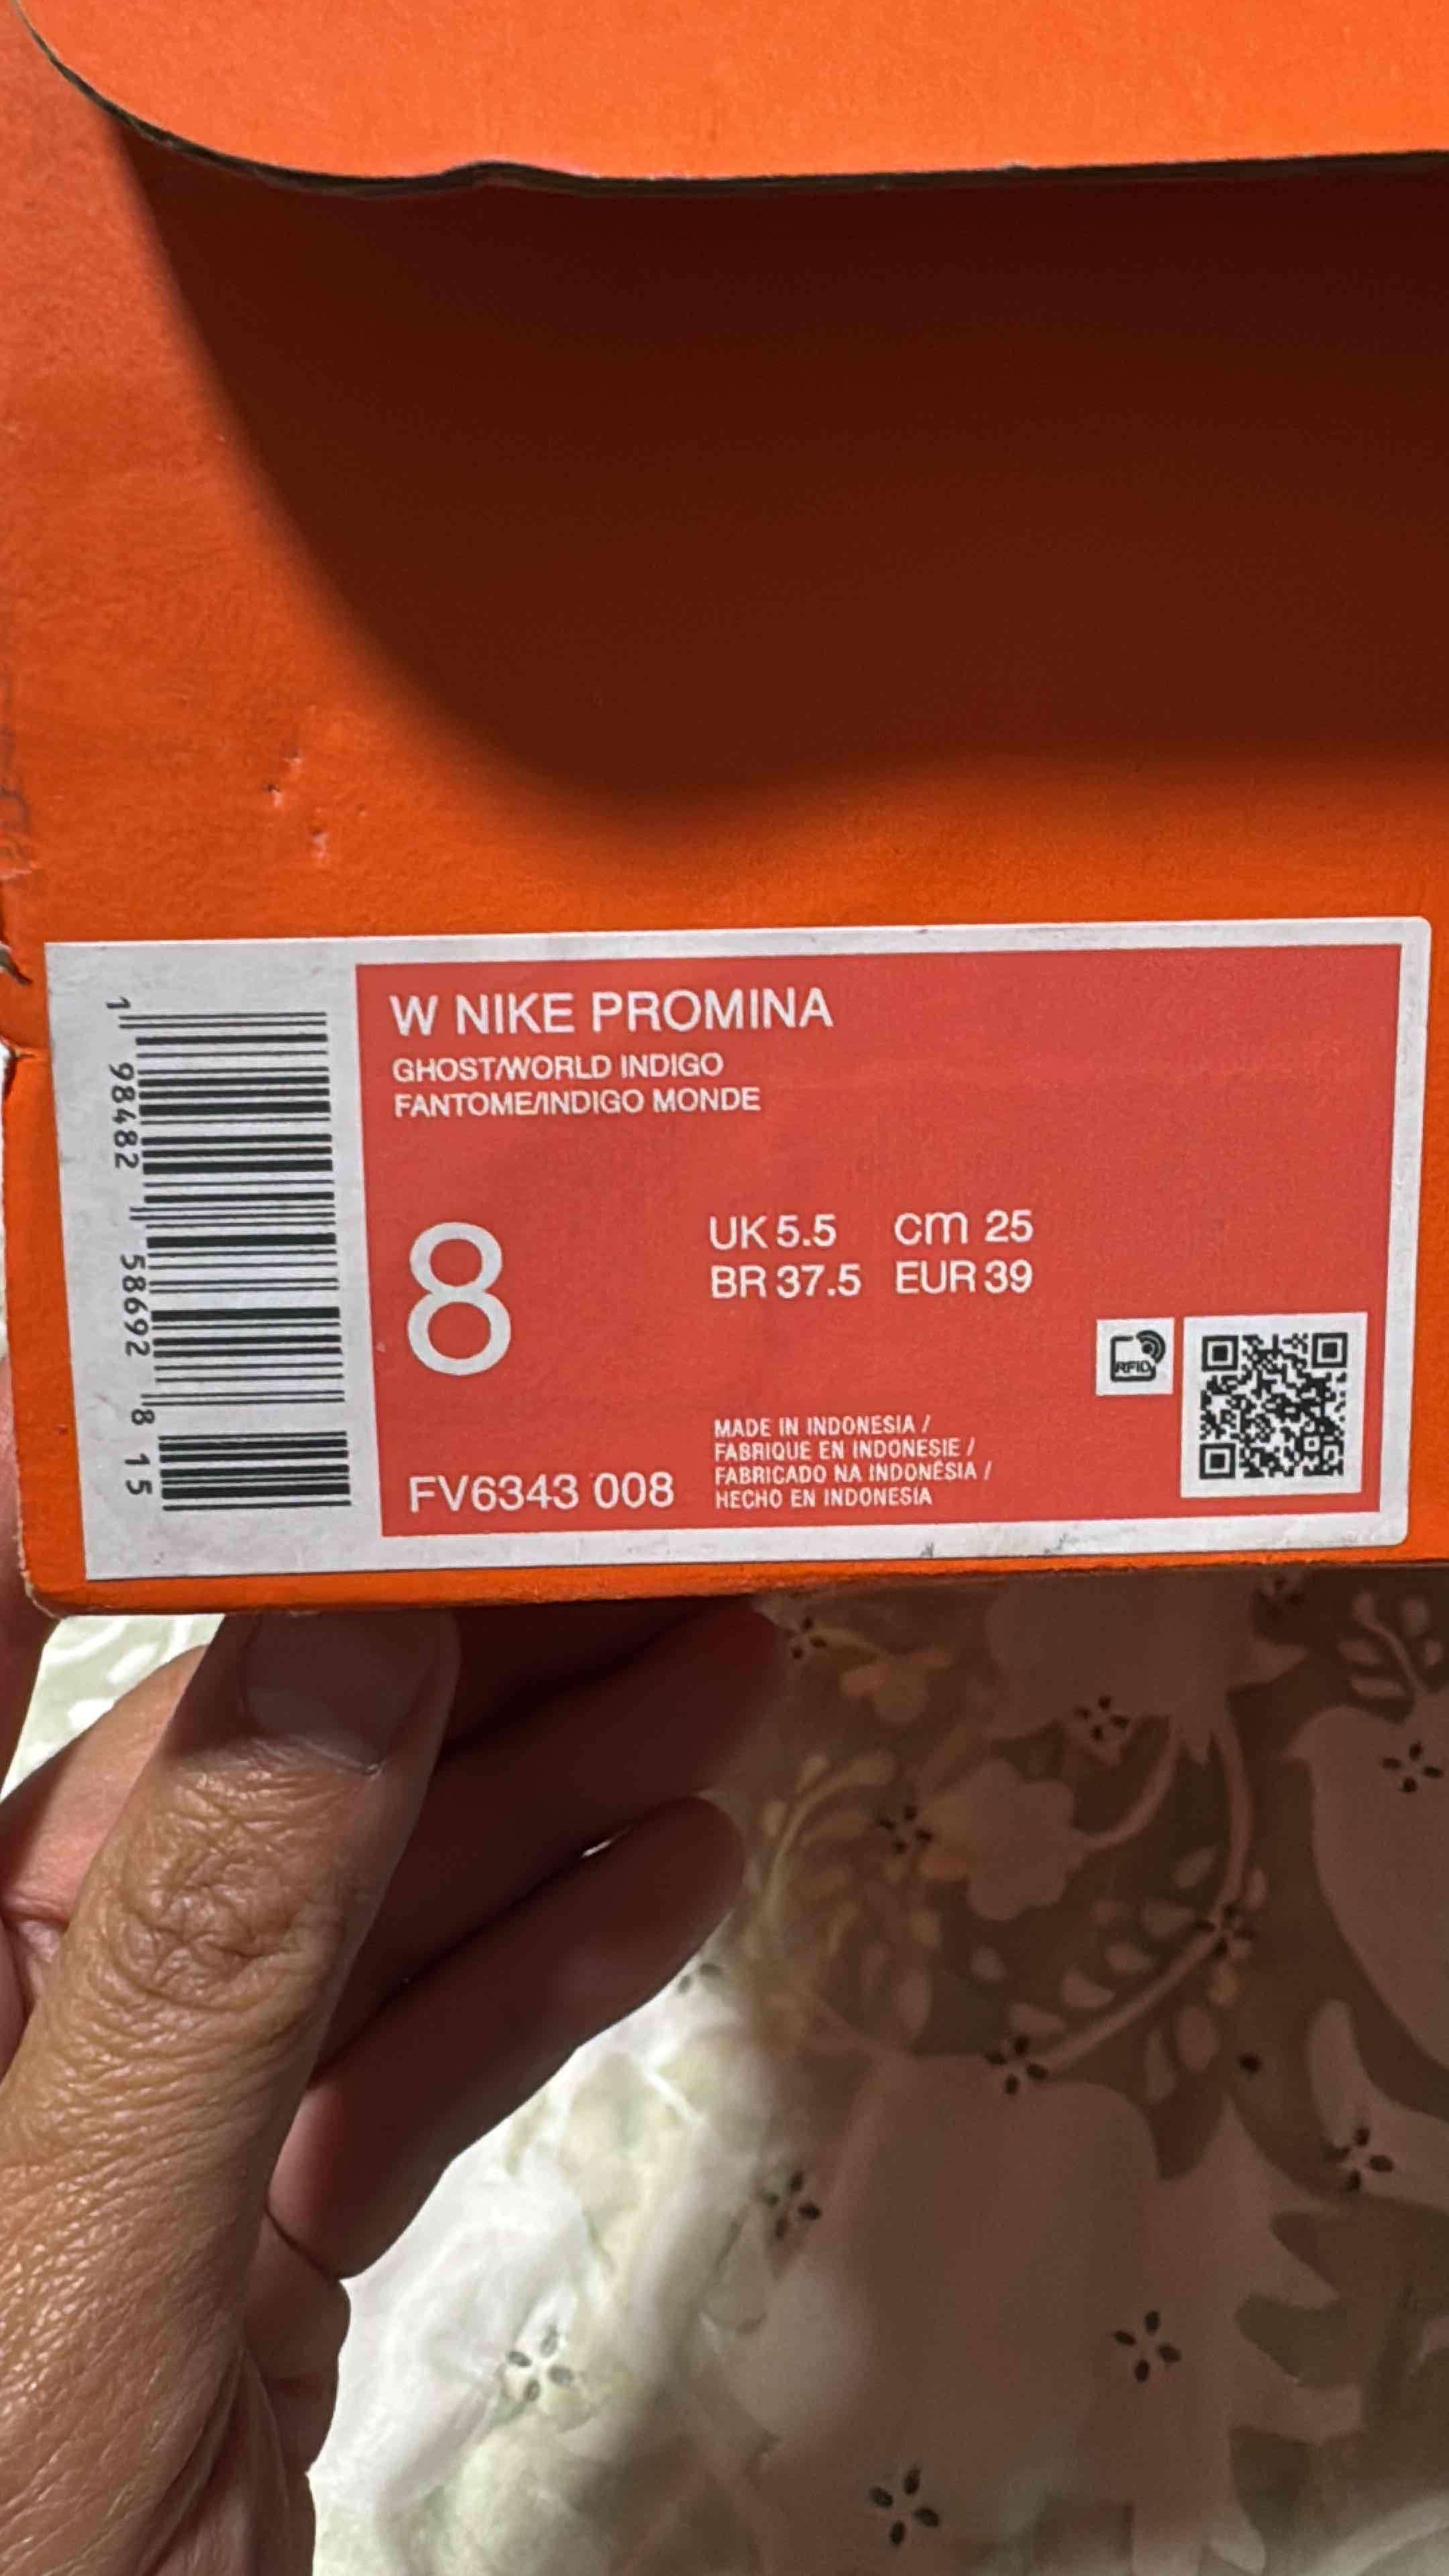 W NIKE PROMINA
GHOST/WORLD INDIGO
FANTOME/INDIGO MONDE
8
UK 5.5 cm 25
BR 37.5 EUR 39
RFID
MADE IN INDONESIA /
FABRIQUE EN INDONESIE /
FABRICADO NA INDONÉSIA /
HECHO EN INDONESIA
FV6343 008
1 98482 58692 8 15